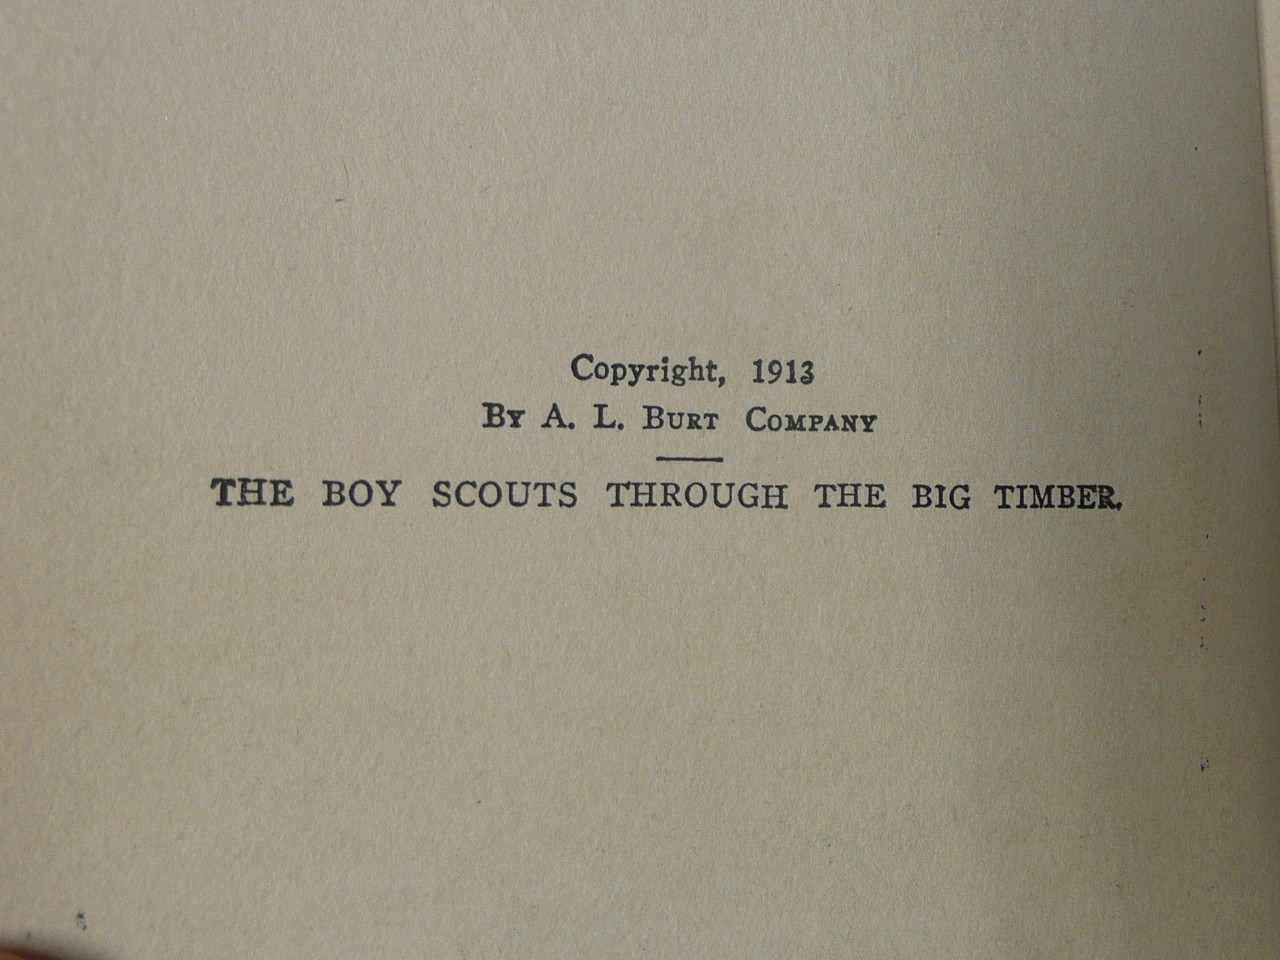 Copyright, 1913
By A. L. Burt Company
THE BOY SCOUTS THROUGH THE BIG TIMBER.